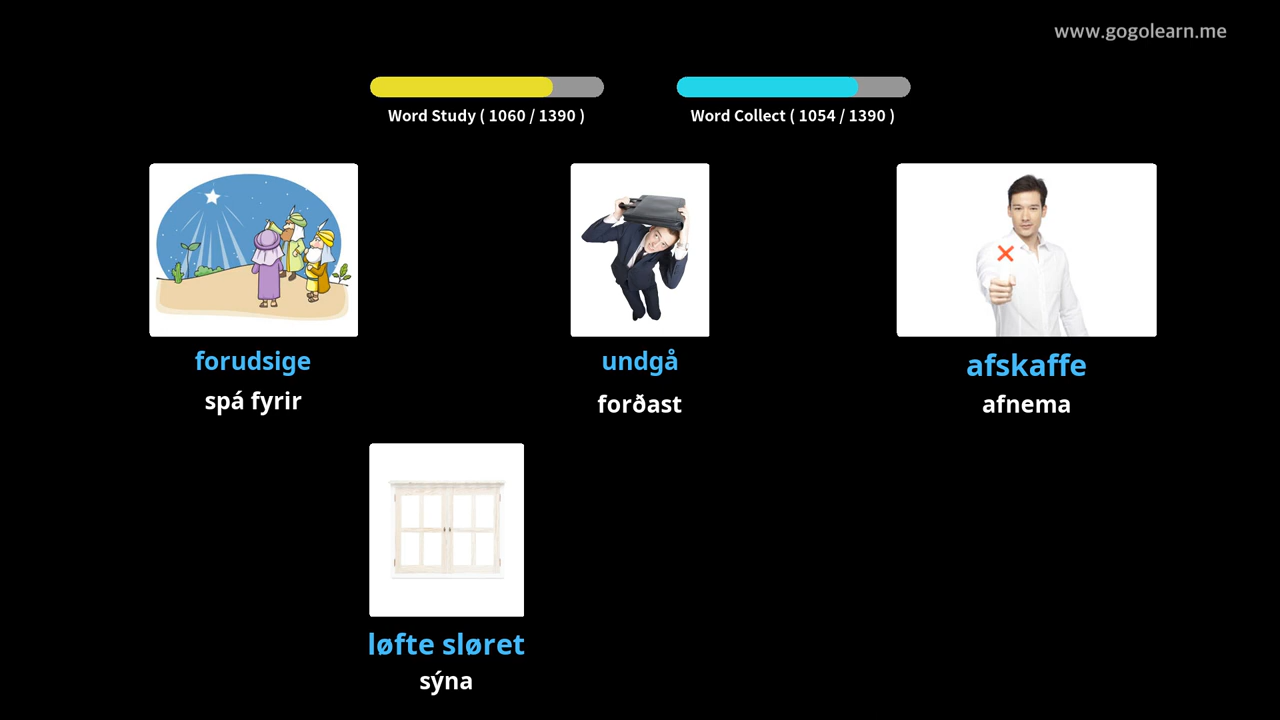 www.gogolearn.me
Word Study ( 1060 / 1390 )
Word Collect ( 1054 / 1390 )
forudsige
spá fyrir
undgå
forðast
afskaffe
afnema
løfte sløret
sýna